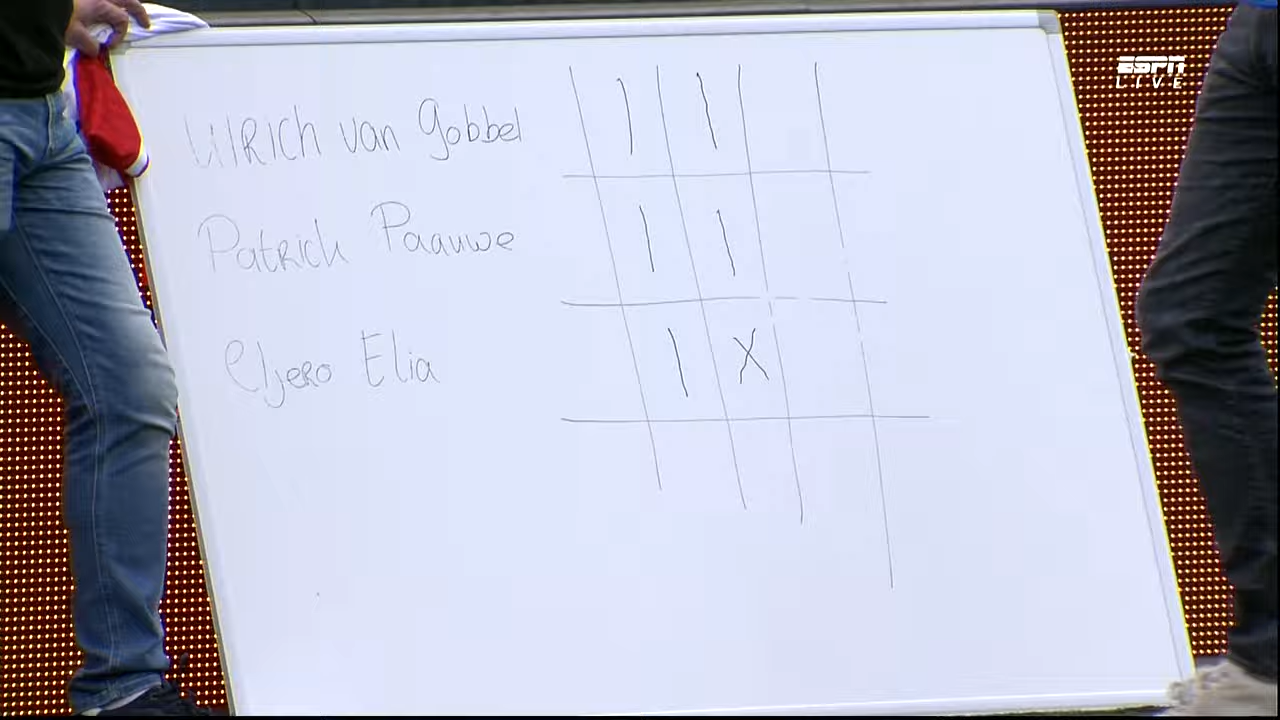 ESPN
LIVE
UlRICH van gobbel | |
PatRick Paauwe | |
ElJeRo Elia | X